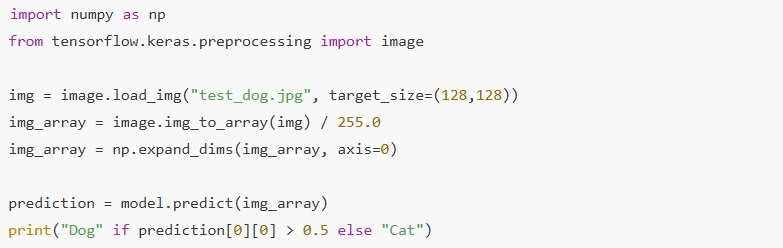 import numpy as np
from tensorflow.keras.preprocessing import image
img = image.load_img("test_dog.jpg", target_size=(128,128))
img_array = image.img_to_array(img) / 255.0
img_array = np.expand_dims(img_array, axis=0)
prediction = model.predict(img_array)
print("Dog" if prediction[0][0] > 0.5 else "Cat")